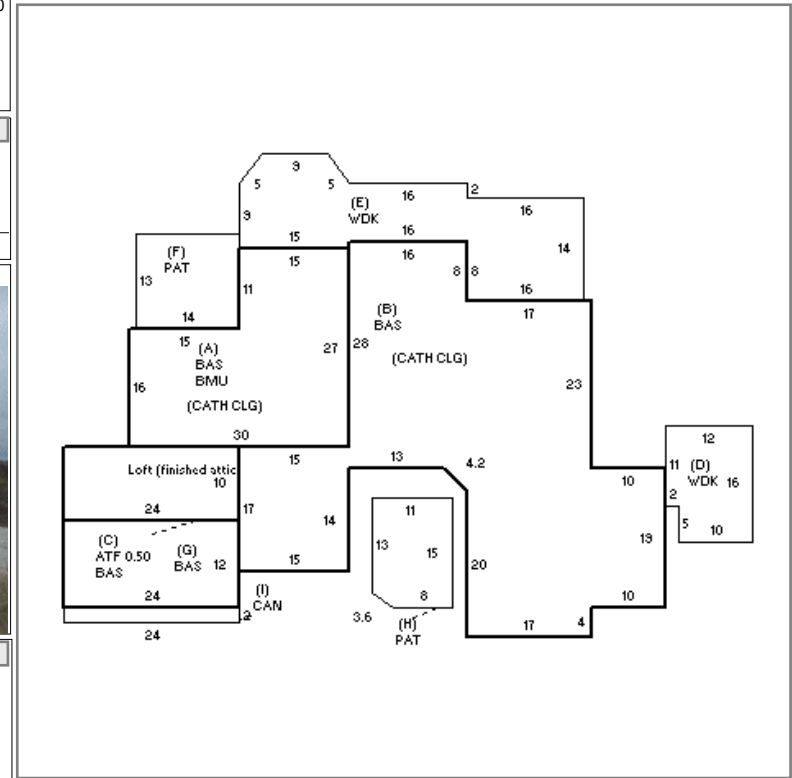 9
5
5
(E)
WDK
16
2
16
9
15
16
14
(F)
PAT
15
16
8
8
13
11
16
17
14
(B)
BAS
15
(A)
BAS
BMU
27
28
(CATH CLG)
16
23
(CATH CLG)
30
15
13
4.2
12
Loft (finished attic
10
10
11
(D)
WDK
16
2
24
17
14
11
5
10
(C)
ATF 0.50
BAS
(G)
BAS
12
13
15
19
24
15
20
(I)
CAN
8
10
2
24
3.6
(H)
PAT
17
4